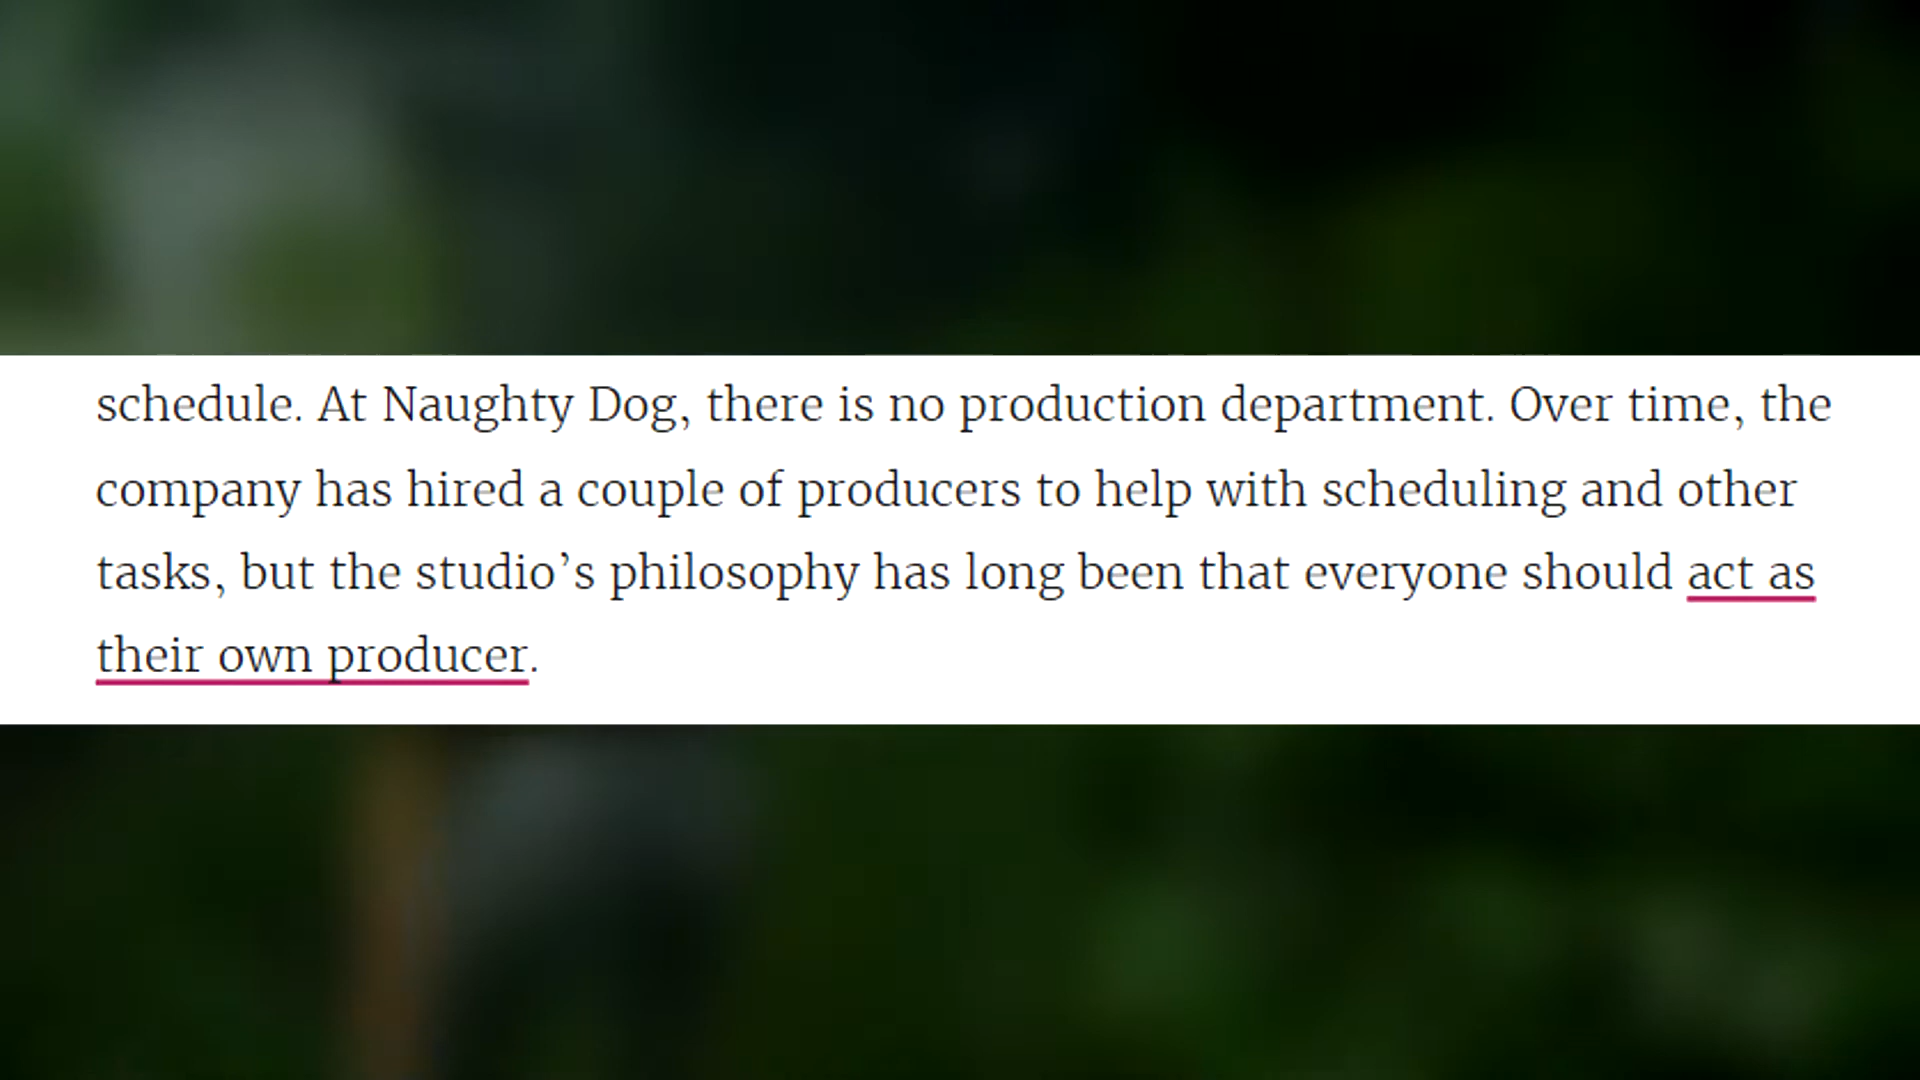 schedule. At Naughty Dog, there is no production department. Over time, the
company has hired a couple of producers to help with scheduling and other
tasks, but the studio’s philosophy has long been that everyone should act as
their own producer.